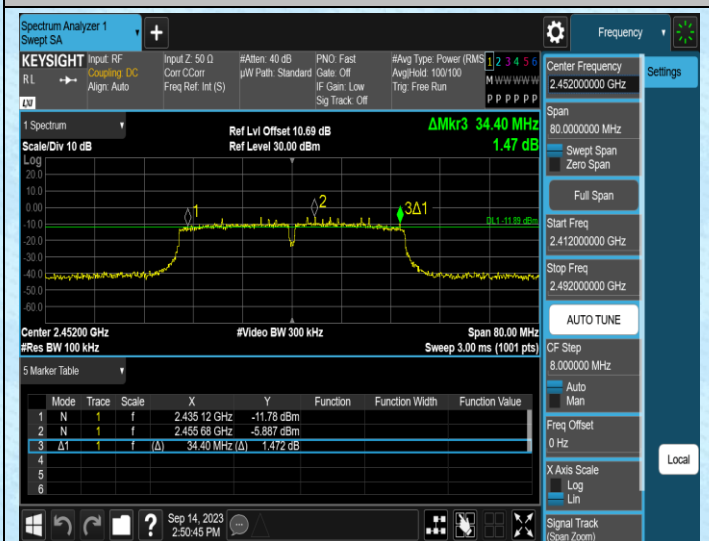 Spectrum Analyzer 1
Swept SA
+
Frequency
KEYSIGHT
RL
LXI
Input: RF
Coupling: DC
Align: Auto
Input Z: 50 Ω
Corr CCorr
Freq Ref: Int (S)
#Atten: 40 dB
µW Path: Standard
PNO: Fast
Gate: Off
IF Gain: Low
Sig Track: Off
#Avg Type: Power (RMS
Avg|Hold: 100/100
Trig: Free Run
1 2 3 4 5 6
M W W W W W
P P P P P P
1 Spectrum
Scale/Div 10 dB
Log
Ref Lvl Offset 10.69 dB
Ref Level 30.00 dBm
ΔMkr3 34.40 MHz
1.47 dB
20.0
10.0
0.00
-10.0
-20.0
-30.0
-40.0
-50.0
-60.0
1
2
3Δ1
DL1 -11.89 dBm
Center 2.45200 GHz
#Res BW 100 kHz
#Video BW 300 kHz
Span 80.00 MHz
Sweep 3.00 ms (1001 pts)
5 Marker Table
Mode Trace Scale X Y Function Function Width Function Value
1 N 1 f 2.435 12 GHz -11.78 dBm
2 N 1 f 2.455 68 GHz -5.887 dBm
3 Δ1 1 f (Δ) 34.40 MHz (Δ) 1.472 dB
4
5
6
Center Frequency
2.452000000 GHz
Span
80.0000000 MHz
Swept Span
Zero Span
Full Span
Start Freq
2.412000000 GHz
Stop Freq
2.492000000 GHz
AUTO TUNE
CF Step
8.000000 MHz
Auto
Man
Freq Offset
0 Hz
X Axis Scale
Log
Lin
Signal Track
(Span Zoom)
Settings
Local
?
Sep 14, 2023
2:50:45 PM